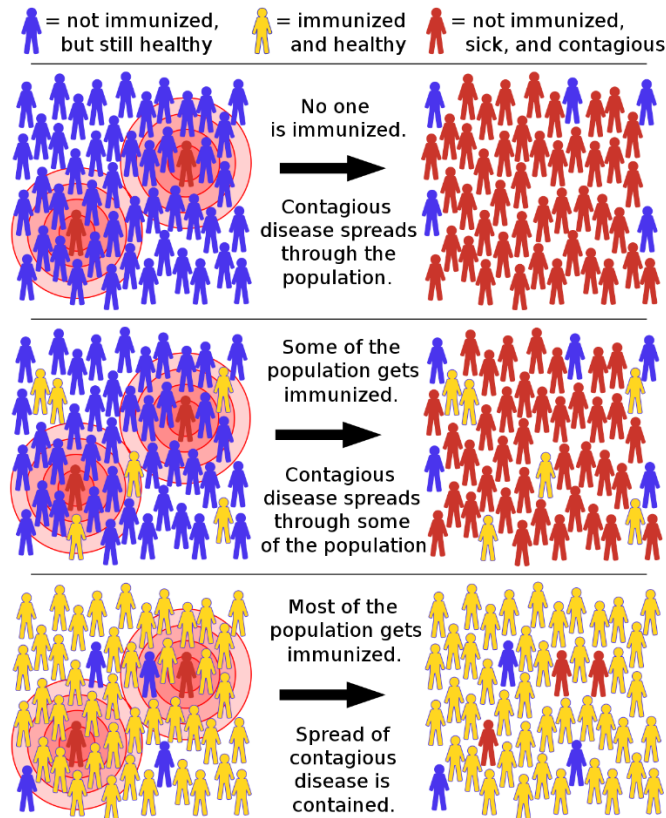 = not immunized,
but still healthy
= immunized
and healthy
= not immunized,
sick, and contagious
No one
is immunized.
Contagious
disease spreads
through the
population.
Some of the
population gets
immunized.
Contagious
disease spreads
through some
of the population
Most of the
population gets
immunized.
Spread of
contagious
disease is
contained.